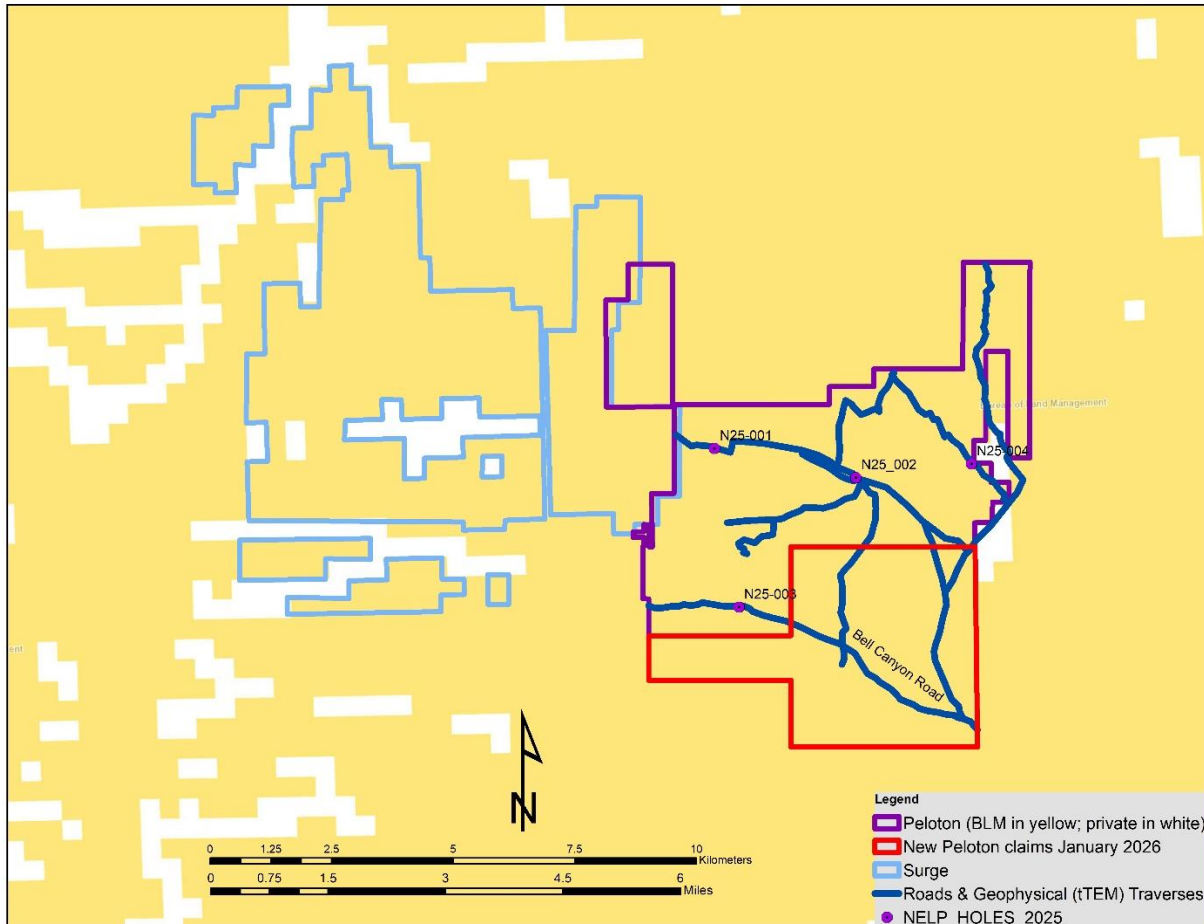 Bureau of Land Management
N25-001
N25-004
N25_002
N25-003
ent
Bell Canyon Road
N
0 1.25 2.5 5 7.5 10
Kilometers
0 0.75 1.5 3 4.5 6
Miles
Legend
Peloton (BLM in yellow; private in white)
New Peloton claims January 2026
Surge
Roads & Geophysical (tTEM) Traverses
NELP_HOLES_2025